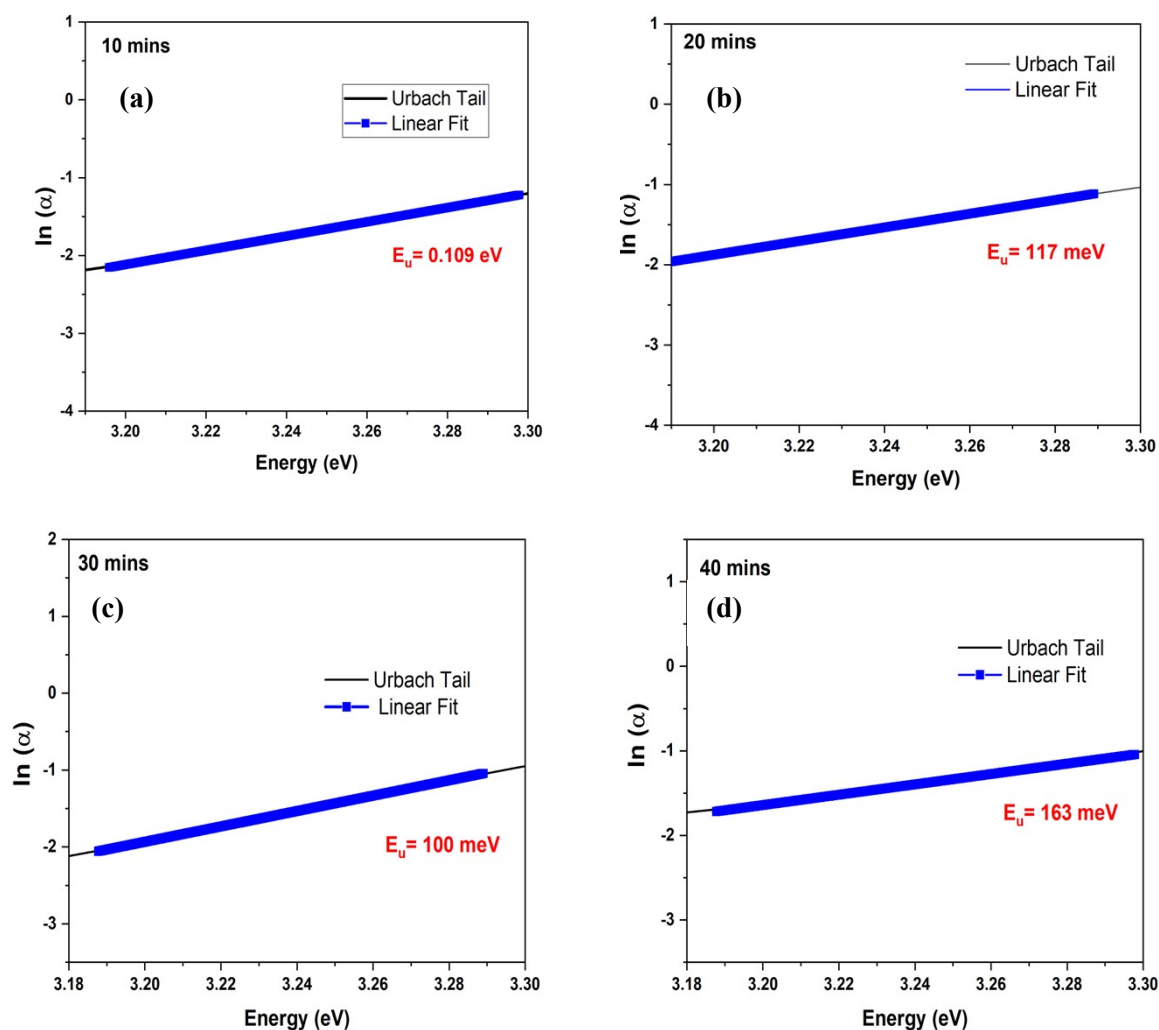 10 mins
(a)
Urbach Tail
Linear Fit
E_u= 0.109 eV
ln (α)
1
0
-1
-2
-3
-4
3.20
3.22
3.24
3.26
3.28
3.30
Energy (eV)
20 mins
(b)
Urbach Tail
Linear Fit
E_u= 117 meV
ln (α)
1
0
-1
-2
-3
-4
3.20
3.22
3.24
3.26
3.28
3.30
Energy (eV)
30 mins
(c)
Urbach Tail
Linear Fit
E_u= 100 meV
ln (α)
2
1
0
-1
-2
-3
3.18
3.20
3.22
3.24
3.26
3.28
3.30
Energy (eV)
40 mins
(d)
Urbach Tail
Linear Fit
E_u= 163 meV
ln (α)
1
0
-1
-2
-3
3.18
3.20
3.22
3.24
3.26
3.28
3.30
Energy (eV)